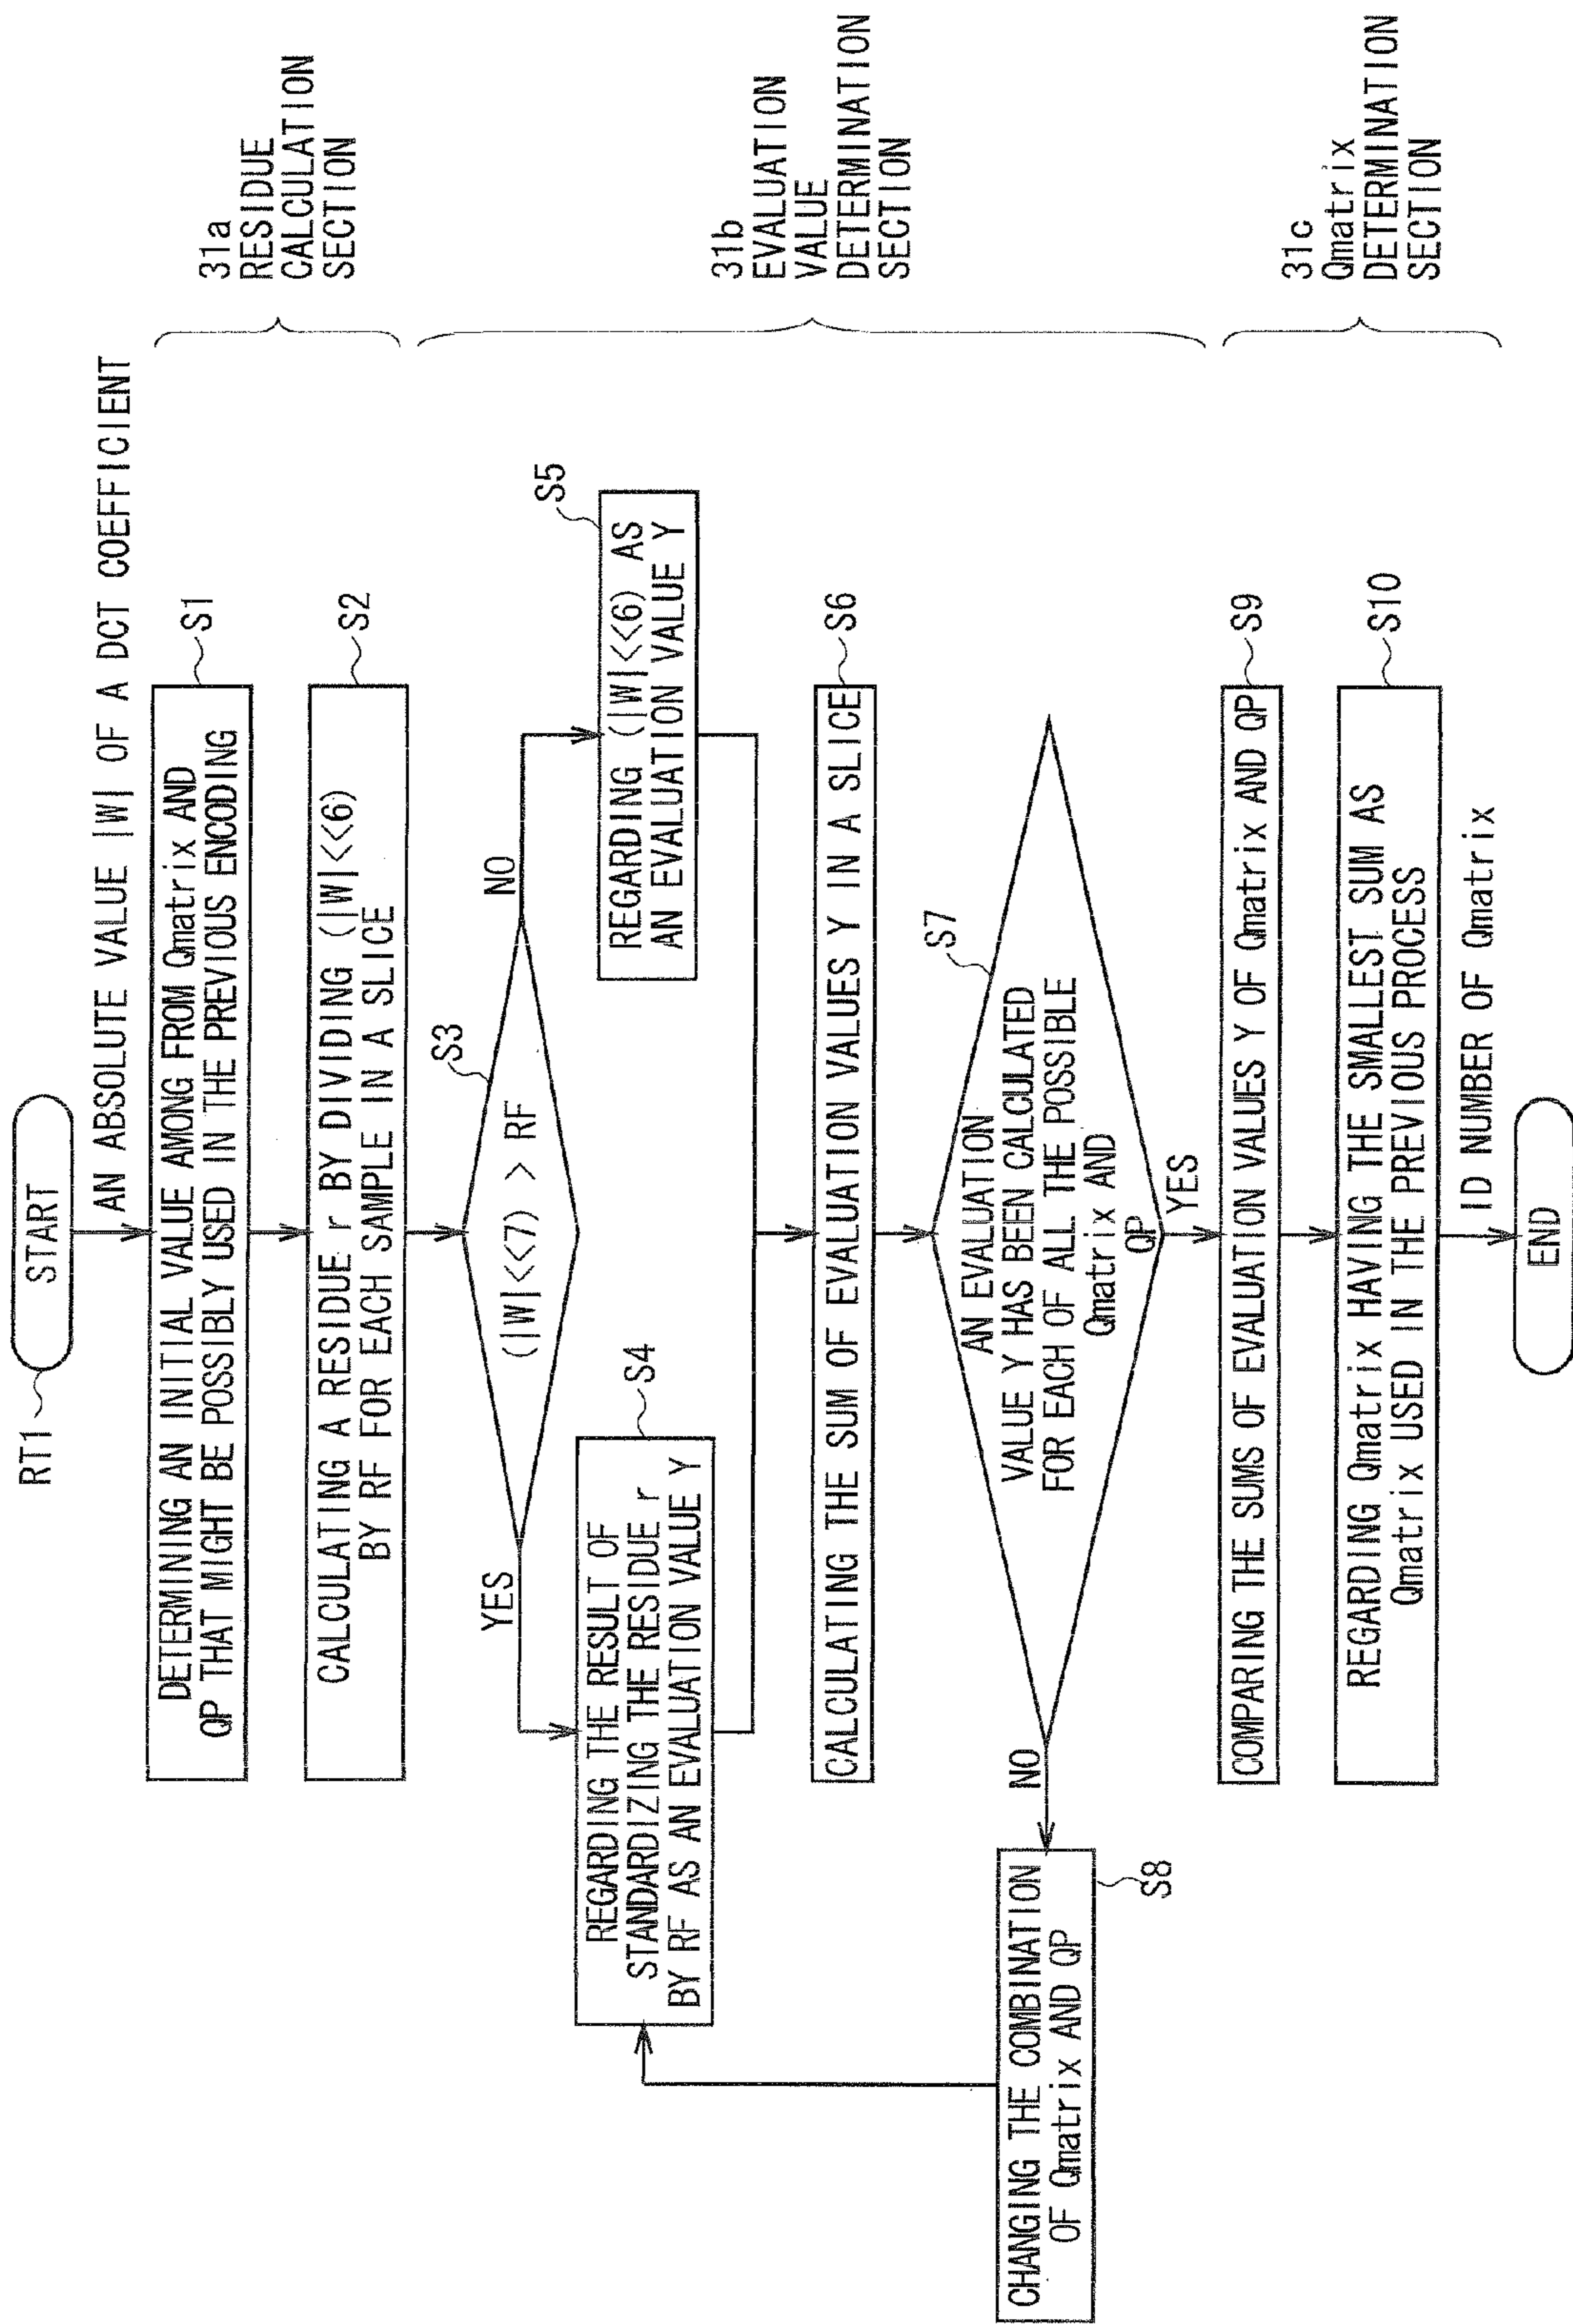 RT1
START
AN ABSOLUTE VALUE |W| OF A DCT COEFFICIENT
DETERMINING AN INITIAL VALUE AMONG FROM Qmatrix AND
QP THAT MIGHT BE POSSIBLY USED IN THE PREVIOUS ENCODING
S1
CALCULATING A RESIDUE r BY DIVIDING (|W|<<6)
BY RF FOR EACH SAMPLE IN A SLICE
S2
31a
RESIDUE
CALCULATION
SECTION
S3
(|W|<<7) > RF
YES
NO
REGARDING THE RESULT OF
STANDARDIZING THE RESIDUE r
BY RF AS AN EVALUATION VALUE Y
S4
REGARDING (|W|<<6) AS
AN EVALUATION VALUE Y
S5
CALCULATING THE SUM OF EVALUATION VALUES Y IN A SLICE
S6
AN EVALUATION
VALUE Y HAS BEEN CALCULATED
FOR EACH OF ALL THE POSSIBLE
Qmatrix AND
QP
S7
NO
YES
CHANGING THE COMBINATION
OF Qmatrix AND QP
S8
31b
EVALUATION
VALUE
DETERMINATION
SECTION
COMPARING THE SUMS OF EVALUATION VALUES Y OF Qmatrix AND QP
S9
REGARDING Qmatrix HAVING THE SMALLEST SUM AS
Qmatrix USED IN THE PREVIOUS PROCESS
S10
31c
Qmatrix
DETERMINATION
SECTION
ID NUMBER OF Qmatrix
END